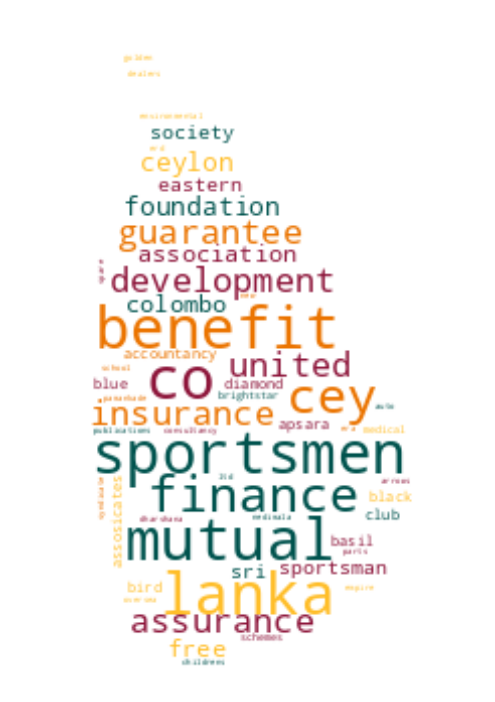 golden
dealers
environmental
society
ceylon
eastern
foundation
guarantee
association
development
colombo
benefit
accountancy
school
united
co
blue
diamond
brightstar
cey
insurance
apsara
auto
publications
consultancy
medical
sportsmen
ltd
finance
black
associates
club
mutual
basil
parts
sri
sportsman
bird
lanka
empire
assurance
schemes
free
childrens